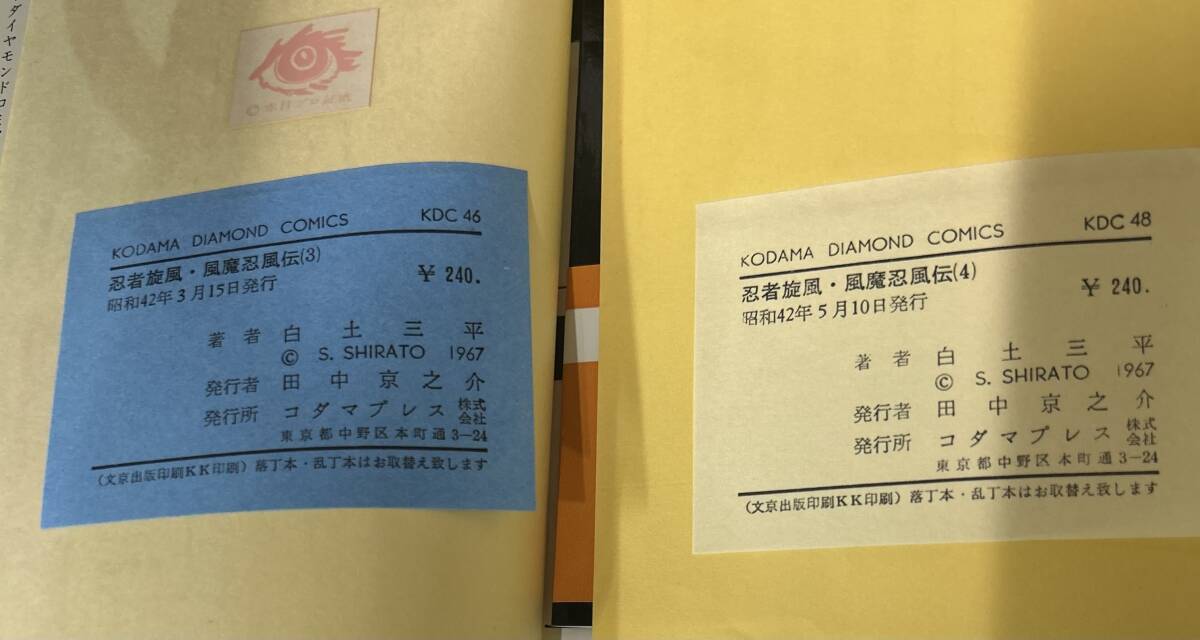 ダイヤモンドコミ
KODAMA DIAMOND COMICS KDC 46
忍者旋風・風魔忍風伝(3)
¥ 240.
昭和42年3月15日発行
著者 白土三平
© S. SHIRATO 1967
発行者 田中京之介
発行所 コダマプレス株式会社
東京都中野区本町通3-24
(文京出版印刷KK印刷) 落丁本・乱丁本はお取替え致します
KODAMA DIAMOND COMICS KDC 48
忍者旋風・風魔忍風伝(4)
¥ 240.
昭和42年5月10日発行
著者 白土三平
© S. SHIRATO 1967
発行者 田中京之介
発行所 コダマプレス株式会社
東京都中野区本町通3-24
(文京出版印刷KK印刷) 落丁本・乱丁本はお取替え致します